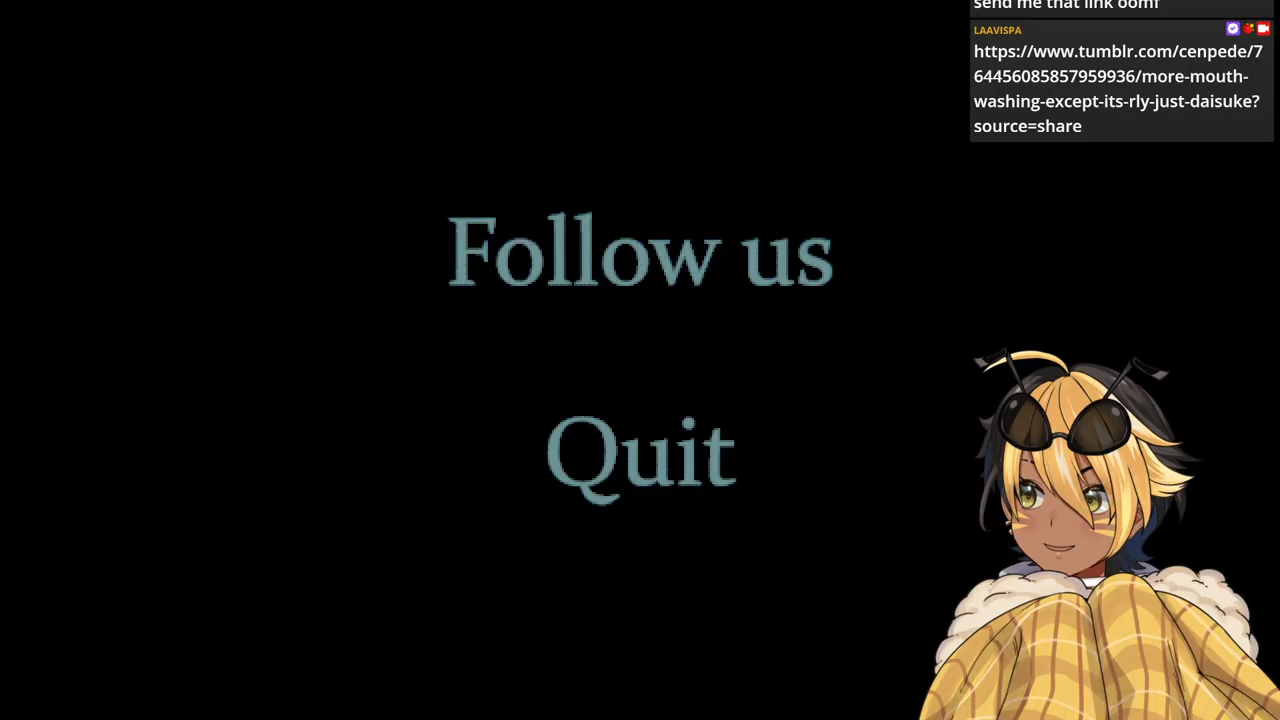 send me that link oomf
LAAVISPA
https://www.tumblr.com/cenpede/7
64456085857959936/more-mouth-
washing-except-its-rly-just-daisuke?
source=share
Follow us
Quit